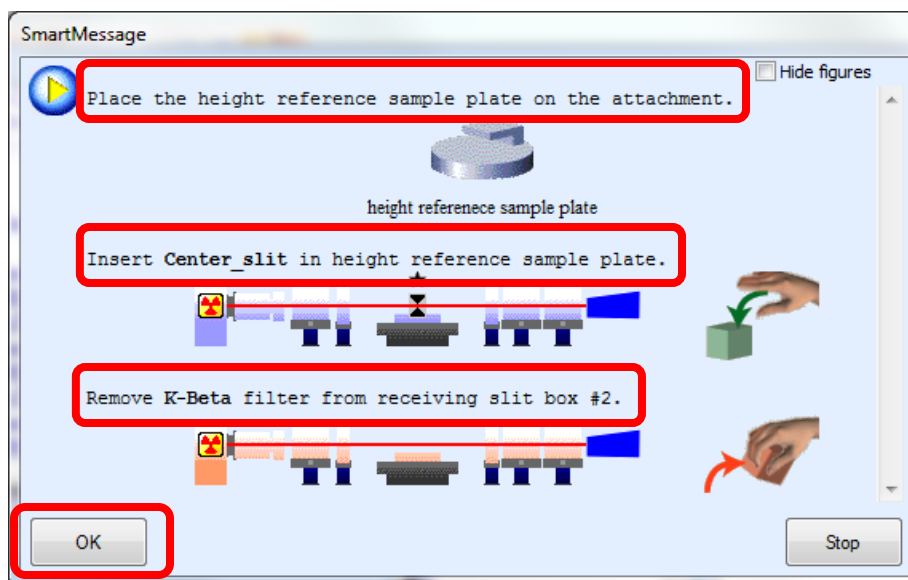 SmartMessage
Hide figures
Place the height reference sample plate on the attachment.
height referenece sample plate
Insert Center_slit in height reference sample plate.
Remove K-Beta filter from receiving slit box #2.
OK
Stop